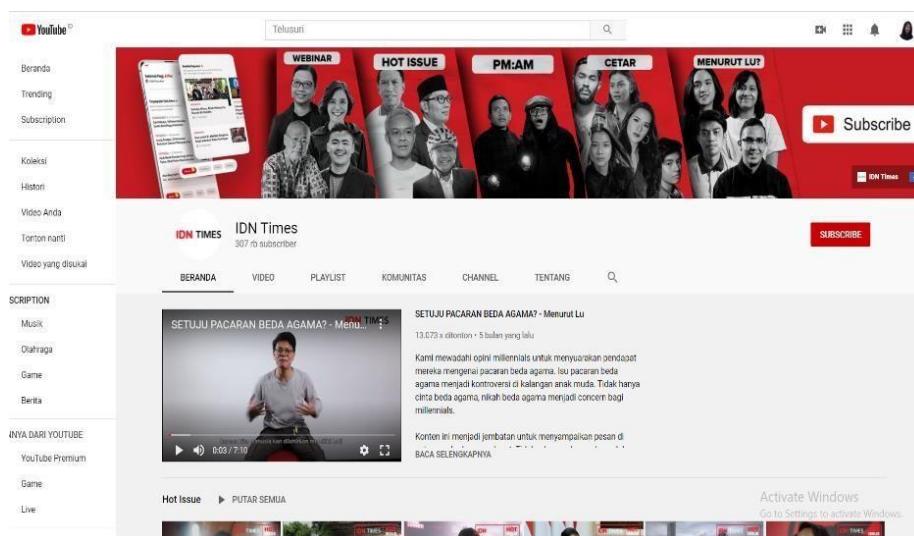 YouTube ID
Telusuri
Beranda
Trending
Subscription
Koleksi
Histori
Video Anda
Tonton nanti
Video yang disukai
SCRIPTION
Musik
Olahraga
Game
Berita
NNYA DARI YOUTUBE
YouTube Premium
Game
Live
WEBINAR
HOT ISSUE
PM:AM
CETAR
MENURUT LU?
Subscribe
IDN Times
IDN TIMES
IDN Times
307 rb subscriber
SUBSCRIBE
BERANDA VIDEO PLAYLIST KOMUNITAS CHANNEL TENTANG
SETUJU PACARAN BEDA AGAMA? - Menu...
0:03 / 7:10
SETUJU PACARAN BEDA AGAMA? - Menurut Lu
13.073 x ditonton • 5 bulan yang lalu
Kami mewadahi opini millennials untuk menyuarakan pendapat
mereka mengenai pacaran beda agama. Isu pacaran beda
agama menjadi kontroversi di kalangan anak muda. Tidak hanya
cinta beda agama, nikah beda agama menjadi concern bagi
millennials.
Konten ini menjadi jembatan untuk menyampaikan pesan di
BACA SELENGKAPNYA
Hot Issue PUTAR SEMUA
Activate Windows
Go to Settings to activate Windows.